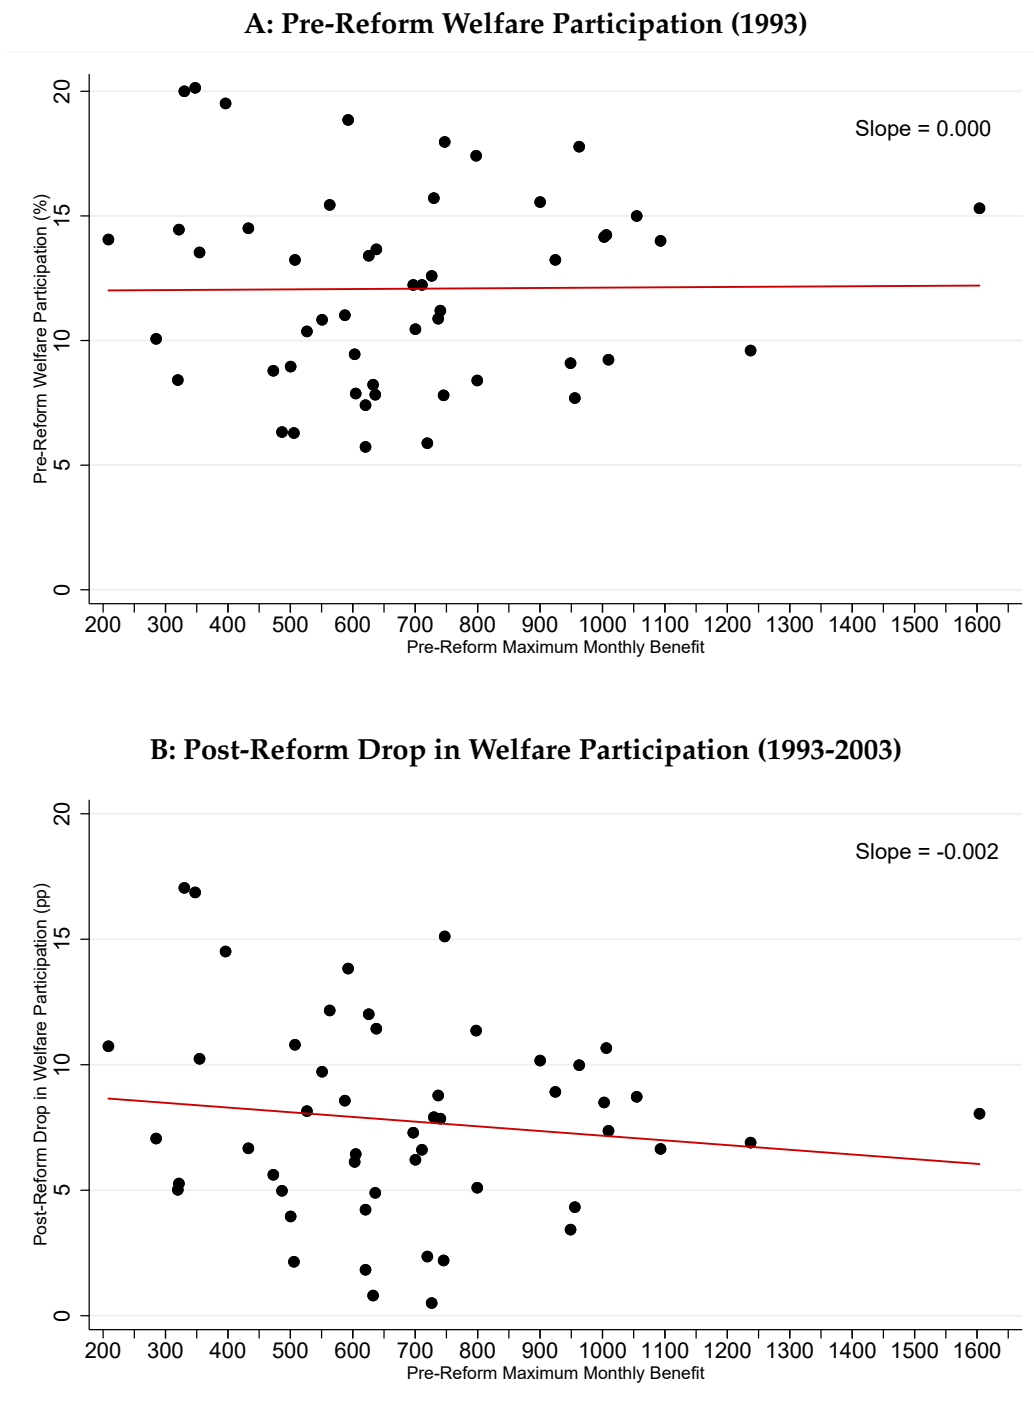 A: Pre-Reform Welfare Participation (1993)
20
15
10
5
0
Pre-Reform Welfare Participation (%)
Slope = 0.000
200 300 400 500 600 700 800 900 1000 1100 1200 1300 1400 1500 1600
Pre-Reform Maximum Monthly Benefit
B: Post-Reform Drop in Welfare Participation (1993-2003)
20
15
10
5
0
Post-Reform Drop in Welfare Participation (pp)
Slope = -0.002
200 300 400 500 600 700 800 900 1000 1100 1200 1300 1400 1500 1600
Pre-Reform Maximum Monthly Benefit